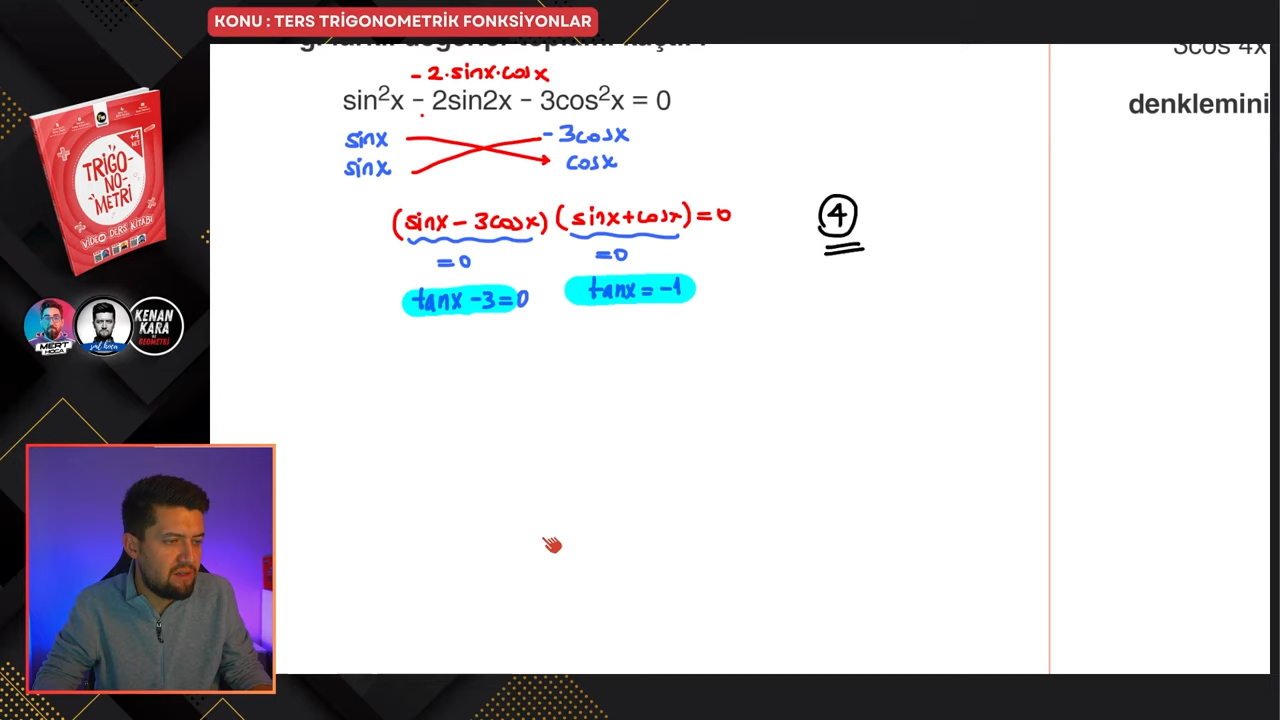 KONU : TERS TRİGONOMETRİK FONKSİYONLAR
- 2·sinx·cosx
sin²x - 2sin2x - 3cos²x = 0
sinx -3cosx
sinx cosx
(sinx - 3cosx) (sinx+cosx) = 0
= 0 = 0
tanx - 3 = 0 tanx = -1
4
3cos 4x
denklemini
+4 NET
TRİGO-
NO-
METRİ
VİDEO DERS KİTABI
MERT
HOCA
KENAN
KARA
GEOMETRİ